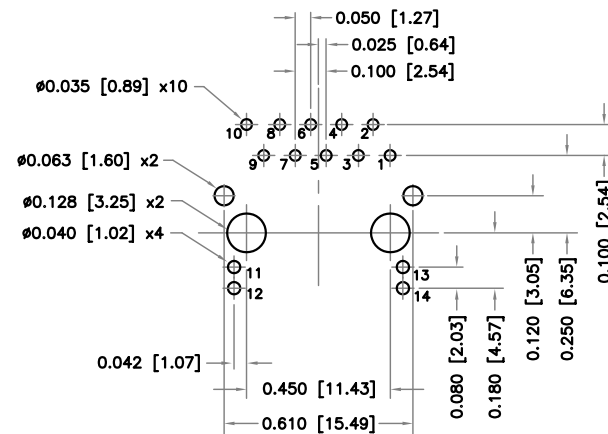 0.050 [1.27]
0.025 [0.64]
0.100 [2.54]
ø0.035 [0.89] x10
10 8 6 4 2
9 7 5 3 1
ø0.063 [1.60] x2
ø0.128 [3.25] x2
ø0.040 [1.02] x4
11 13
12 14
0.042 [1.07]
0.450 [11.43]
0.610 [15.49]
0.080 [2.03]
0.180 [4.57]
0.120 [3.05]
0.250 [6.35]
0.100 [2.54]